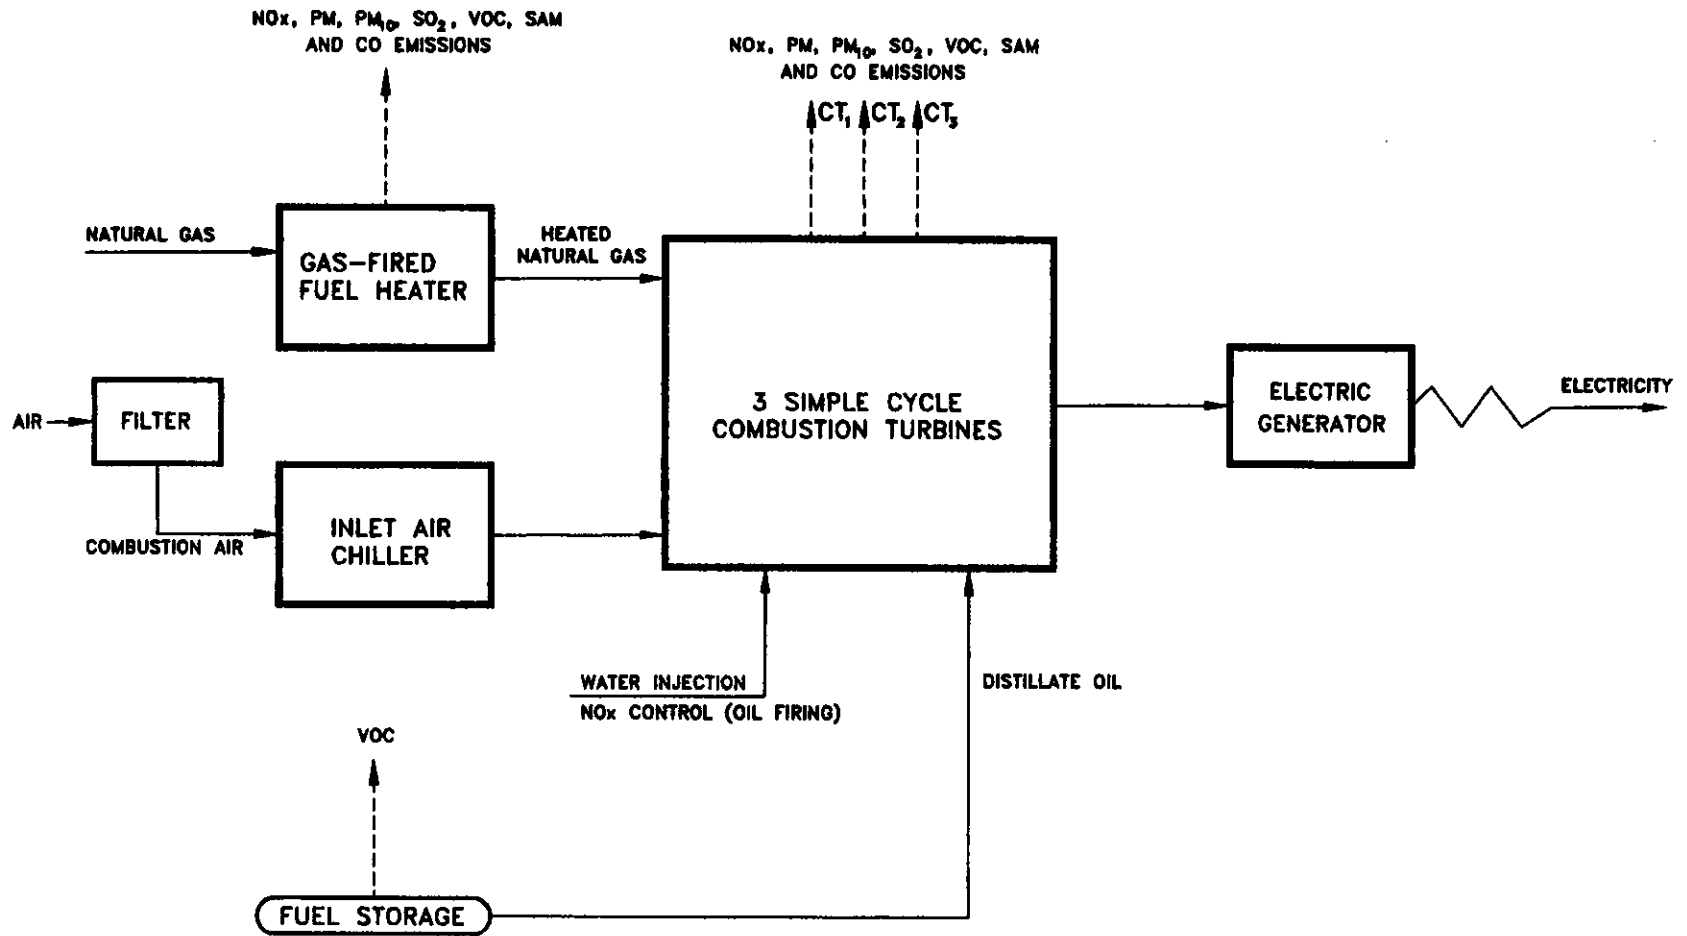 NOx, PM, PM₁₀, SO₂, VOC, SAM
AND CO EMISSIONS
NOx, PM, PM₁₀, SO₂, VOC, SAM
AND CO EMISSIONS
CT₁ CT₂ CT₃
NATURAL GAS
GAS-FIRED
FUEL HEATER
HEATED
NATURAL GAS
AIR
FILTER
3 SIMPLE CYCLE
COMBUSTION TURBINES
ELECTRIC
GENERATOR
ELECTRICITY
COMBUSTION AIR
INLET AIR
CHILLER
WATER INJECTION
NOx CONTROL (OIL FIRING)
DISTILLATE OIL
VOC
FUEL STORAGE